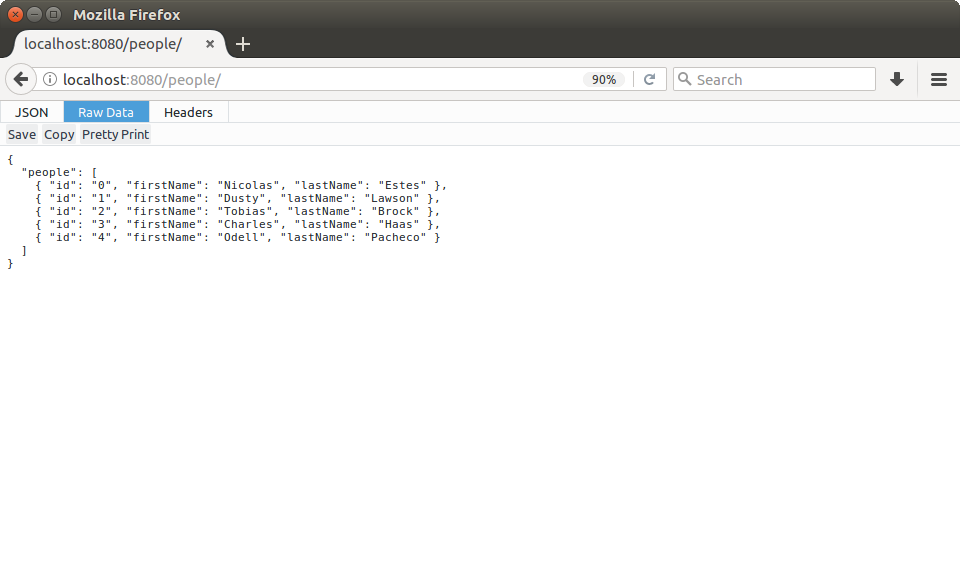 Mozilla Firefox
localhost:8080/people/
localhost:8080/people/ 90% Search
JSON Raw Data Headers
Save Copy Pretty Print
{
  "people": [
    { "id": "0", "firstName": "Nicolas", "lastName": "Estes" },
    { "id": "1", "firstName": "Dusty", "lastName": "Lawson" },
    { "id": "2", "firstName": "Tobias", "lastName": "Brock" },
    { "id": "3", "firstName": "Charles", "lastName": "Haas" },
    { "id": "4", "firstName": "Odell", "lastName": "Pacheco" }
  ]
}